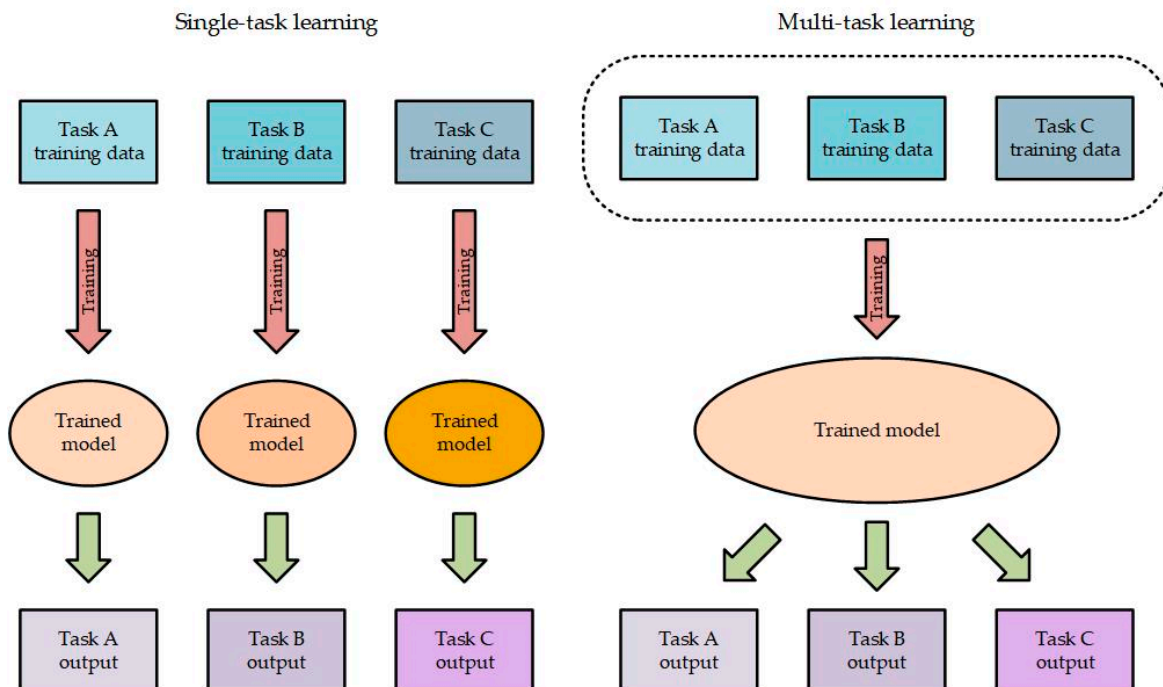 Single-task learning
Multi-task learning
Task A
training data
Task B
training data
Task C
training data
Task A
training data
Task B
training data
Task C
training data
Training
Training
Training
Training
Trained
model
Trained
model
Trained
model
Trained model
Task A
output
Task B
output
Task C
output
Task A
output
Task B
output
Task C
output